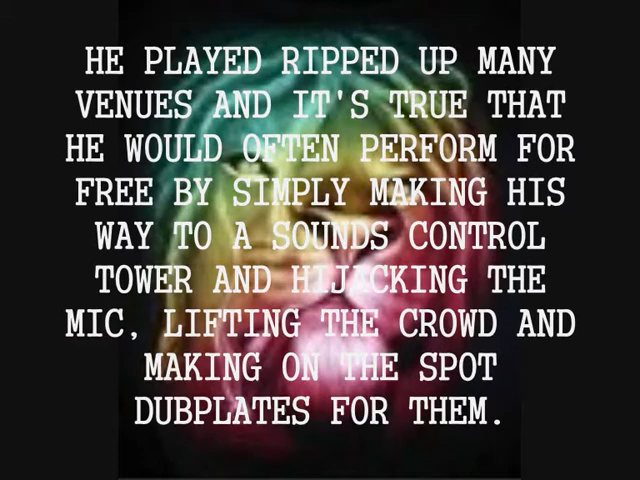 HE PLAYED RIPPED UP MANY
VENUES AND IT'S TRUE THAT
HE WOULD OFTEN PERFORM FOR
FREE BY SIMPLY MAKING HIS
WAY TO A SOUNDS CONTROL
TOWER AND HIJACKING THE
MIC, LIFTING THE CROWD AND
MAKING ON THE SPOT
DUBPLATES FOR THEM.